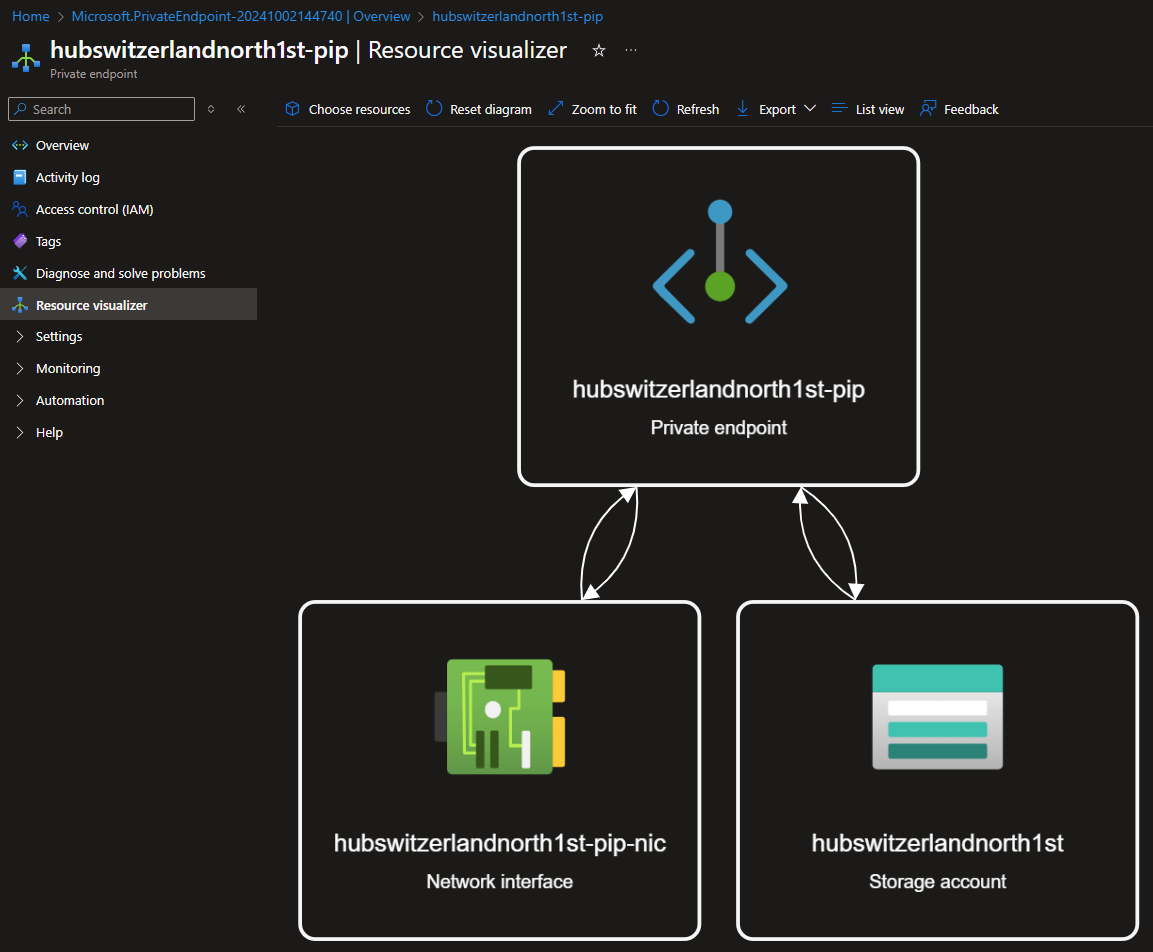 Home > Microsoft.PrivateEndpoint-20241002144740 | Overview > hubswitzerlandnorth1st-pip
hubswitzerlandnorth1st-pip | Resource visualizer
Private endpoint
Search
Choose resources Reset diagram Zoom to fit Refresh Export List view Feedback
Overview
Activity log
Access control (IAM)
Tags
Diagnose and solve problems
Resource visualizer
Settings
Monitoring
Automation
Help
hubswitzerlandnorth1st-pip
Private endpoint
hubswitzerlandnorth1st-pip-nic
Network interface
hubswitzerlandnorth1st
Storage account